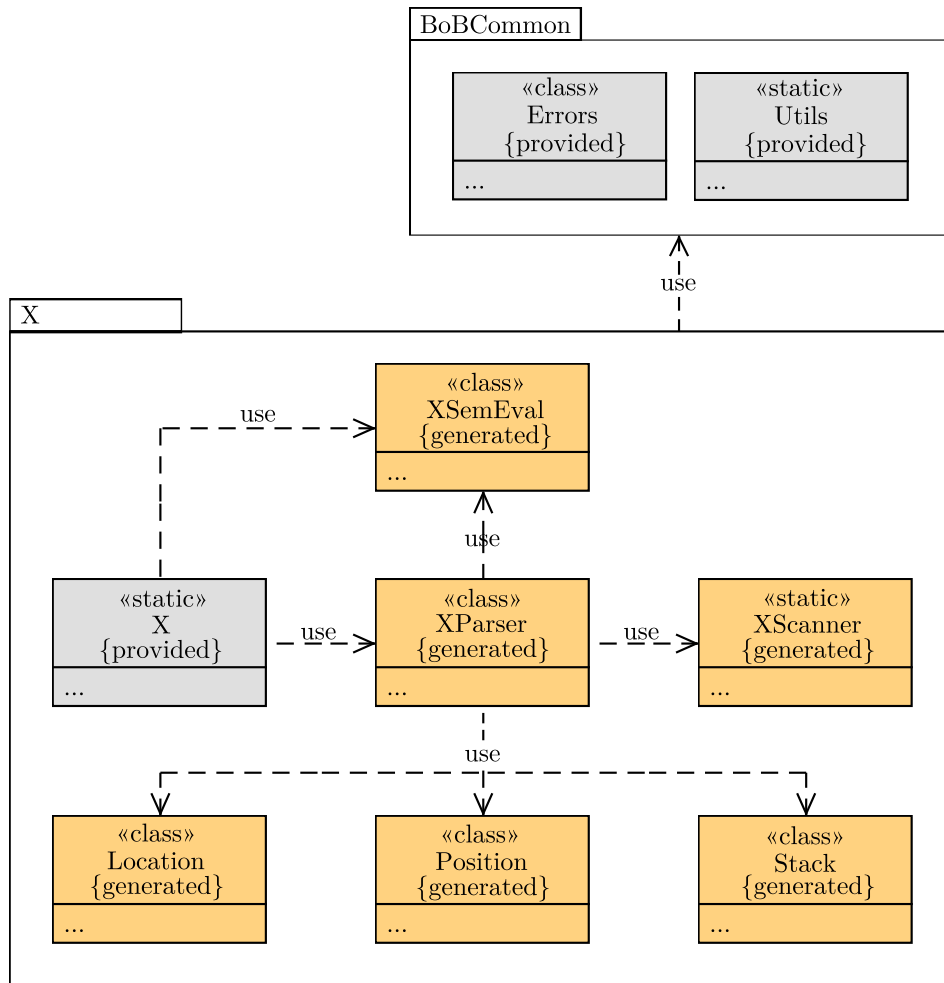 BoBCommon
«class»
Errors
{provided}
...
«static»
Utils
{provided}
...
use
X
«class»
XSemEval
{generated}
...
use
use
«static»
X
{provided}
...
use
«class»
XParser
{generated}
...
use
«static»
XScanner
{generated}
...
use
«class»
Location
{generated}
...
«class»
Position
{generated}
...
«class»
Stack
{generated}
...